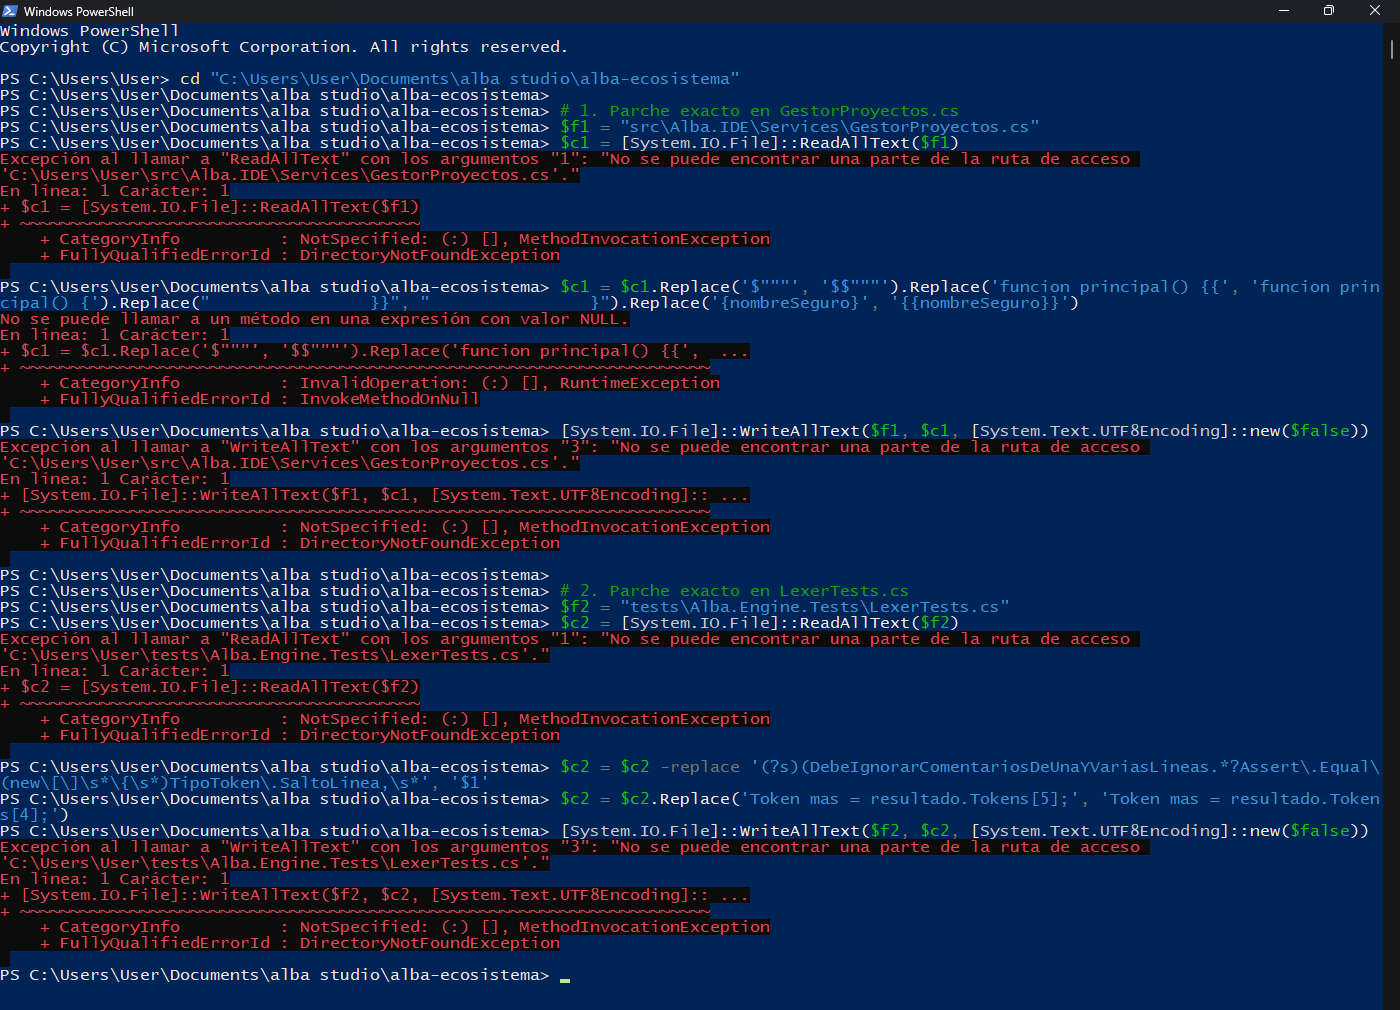 Windows PowerShell
Windows PowerShell
Copyright (C) Microsoft Corporation. All rights reserved.
PS C:\Users\User> cd "C:\Users\User\Documents\alba studio\alba-ecosistema"
PS C:\Users\User\Documents\alba studio\alba-ecosistema>
PS C:\Users\User\Documents\alba studio\alba-ecosistema> # 1. Parche exacto en GestorProyectos.cs
PS C:\Users\User\Documents\alba studio\alba-ecosistema> $f1 = "src\Alba.IDE\Services\GestorProyectos.cs"
PS C:\Users\User\Documents\alba studio\alba-ecosistema> $c1 = [System.IO.File]::ReadAllText($f1)
Excepción al llamar a "ReadAllText" con los argumentos "1": "No se puede encontrar una parte de la ruta de acceso
'C:\Users\User\src\Alba.IDE\Services\GestorProyectos.cs'."
En línea: 1 Carácter: 1
+ $c1 = [System.IO.File]::ReadAllText($f1)
+ ~~~~~~~~~~~~~~~~~~~~~~~~~~~~~~~~~~~~~~~~
    + CategoryInfo          : NotSpecified: (:) [], MethodInvocationException
    + FullyQualifiedErrorId : DirectoryNotFoundException
PS C:\Users\User\Documents\alba studio\alba-ecosistema> $c1 = $c1.Replace('$"""', '$$"""').Replace('funcion principal() {{', 'funcion prin
cipal() {').Replace("                }}", "                }").Replace('{nombreSeguro}', '{{nombreSeguro}}')
No se puede llamar a un método en una expresión con valor NULL.
En línea: 1 Carácter: 1
+ $c1 = $c1.Replace('$"""', '$$"""').Replace('funcion principal() {{',  ...
+ ~~~~~~~~~~~~~~~~~~~~~~~~~~~~~~~~~~~~~~~~~~~~~~~~~~~~~~~~~~~~~~~~~~~~~
    + CategoryInfo          : InvalidOperation: (:) [], RuntimeException
    + FullyQualifiedErrorId : InvokeMethodOnNull
PS C:\Users\User\Documents\alba studio\alba-ecosistema> [System.IO.File]::WriteAllText($f1, $c1, [System.Text.UTF8Encoding]::new($false))
Excepción al llamar a "WriteAllText" con los argumentos "3": "No se puede encontrar una parte de la ruta de acceso
'C:\Users\User\src\Alba.IDE\Services\GestorProyectos.cs'."
En línea: 1 Carácter: 1
+ [System.IO.File]::WriteAllText($f1, $c1, [System.Text.UTF8Encoding]:: ...
+ ~~~~~~~~~~~~~~~~~~~~~~~~~~~~~~~~~~~~~~~~~~~~~~~~~~~~~~~~~~~~~~~~~~~~~
    + CategoryInfo          : NotSpecified: (:) [], MethodInvocationException
    + FullyQualifiedErrorId : DirectoryNotFoundException
PS C:\Users\User\Documents\alba studio\alba-ecosistema>
PS C:\Users\User\Documents\alba studio\alba-ecosistema> # 2. Parche exacto en LexerTests.cs
PS C:\Users\User\Documents\alba studio\alba-ecosistema> $f2 = "tests\Alba.Engine.Tests\LexerTests.cs"
PS C:\Users\User\Documents\alba studio\alba-ecosistema> $c2 = [System.IO.File]::ReadAllText($f2)
Excepción al llamar a "ReadAllText" con los argumentos "1": "No se puede encontrar una parte de la ruta de acceso
'C:\Users\User\tests\Alba.Engine.Tests\LexerTests.cs'."
En línea: 1 Carácter: 1
+ $c2 = [System.IO.File]::ReadAllText($f2)
+ ~~~~~~~~~~~~~~~~~~~~~~~~~~~~~~~~~~~~~~~~
    + CategoryInfo          : NotSpecified: (:) [], MethodInvocationException
    + FullyQualifiedErrorId : DirectoryNotFoundException
PS C:\Users\User\Documents\alba studio\alba-ecosistema> $c2 = $c2 -replace '(?s)(DebeIgnorarComentariosDeUnaYVariasLineas.*?Assert\.Equal\
(new\[\]\s*\{\s*)TipoToken\.SaltoLinea,\s*', '$1'
PS C:\Users\User\Documents\alba studio\alba-ecosistema> $c2 = $c2.Replace('Token mas = resultado.Tokens[5];', 'Token mas = resultado.Token
s[4];')
PS C:\Users\User\Documents\alba studio\alba-ecosistema> [System.IO.File]::WriteAllText($f2, $c2, [System.Text.UTF8Encoding]::new($false))
Excepción al llamar a "WriteAllText" con los argumentos "3": "No se puede encontrar una parte de la ruta de acceso
'C:\Users\User\tests\Alba.Engine.Tests\LexerTests.cs'."
En línea: 1 Carácter: 1
+ [System.IO.File]::WriteAllText($f2, $c2, [System.Text.UTF8Encoding]:: ...
+ ~~~~~~~~~~~~~~~~~~~~~~~~~~~~~~~~~~~~~~~~~~~~~~~~~~~~~~~~~~~~~~~~~~~~~
    + CategoryInfo          : NotSpecified: (:) [], MethodInvocationException
    + FullyQualifiedErrorId : DirectoryNotFoundException
PS C:\Users\User\Documents\alba studio\alba-ecosistema>